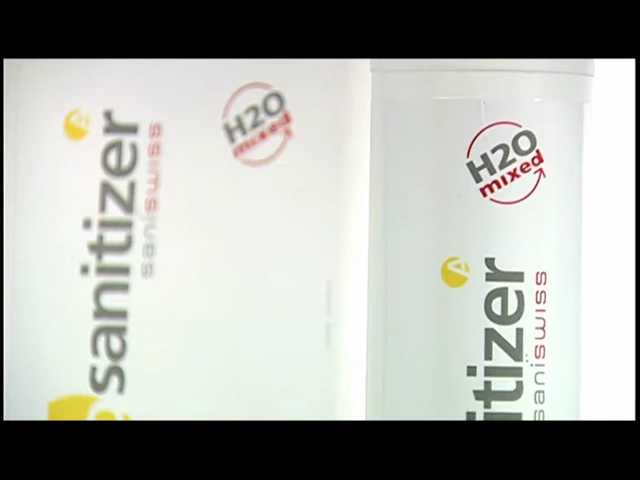 sanitizer
saniswiss
H2O
mixed
H2O
mixed
A
itizer
saniswiss